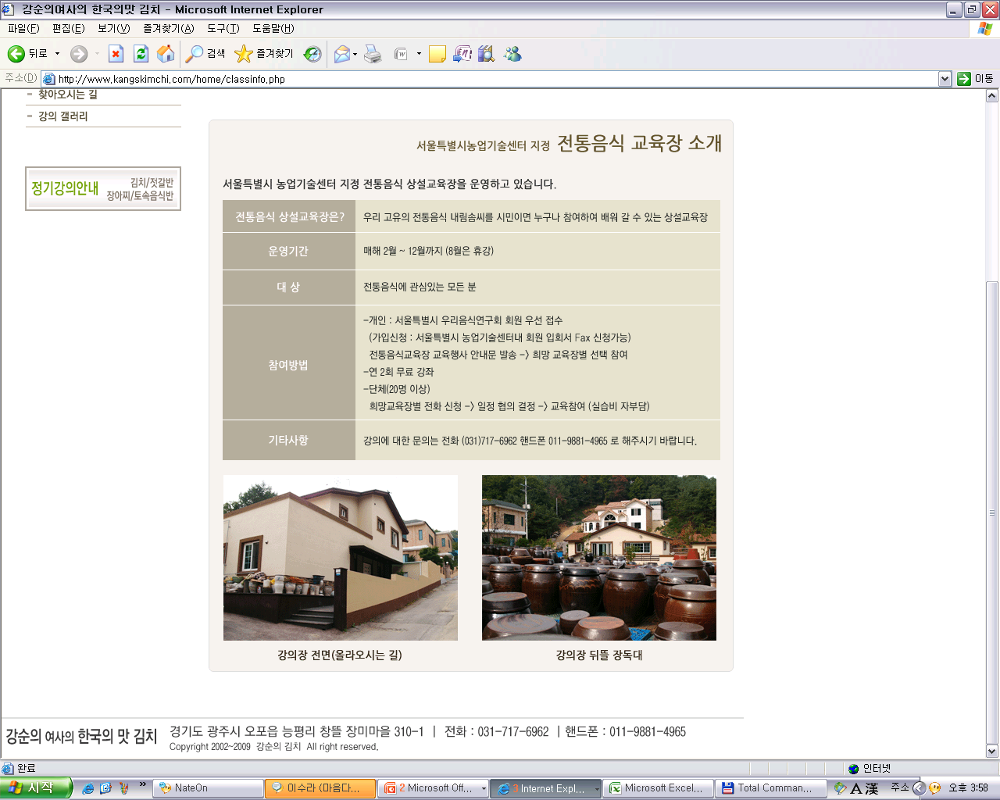 강순의여사의 한국의맛 김치 - Microsoft Internet Explorer
파일(F) 편집(E) 보기(V) 즐겨찾기(A) 도구(T) 도움말(H)
뒤로 검색 즐겨찾기
주소(D) http://www.kangskimchi.com/home/classinfo.php 이동
찾아오시는 길
강의 갤러리
정기강의안내 김치/젓갈반
장아찌/토속음식반
서울특별시농업기술센터 지정 전통음식 교육장 소개
서울특별시 농업기술센터 지정 전통음식 상설교육장을 운영하고 있습니다.
전통음식 상설교육장은? 우리 고유의 전통음식 내림솜씨를 시민이면 누구나 참여하여 배워 갈 수 있는 상설교육장
운영기간 매해 2월 ~ 12월까지 (8월은 휴강)
대 상 전통음식에 관심있는 모든 분
참여방법
-개인 : 서울특별시 우리음식연구회 회원 우선 접수
(가입신청 : 서울특별시 농업기술센터내 회원 입회서 Fax 신청가능)
전통음식교육장 교육행사 안내문 발송 -> 희망 교육장별 선택 참여
-연 2회 무료 강좌
-단체(20명 이상)
희망교육장별 전화 신청 -> 일정 협의 결정 -> 교육참여 (실습비 자부담)
기타사항 강의에 대한 문의는 전화 (031)717-6962 핸드폰 011-9881-4965 로 해주시기 바랍니다.
강의장 전면(올라오시는 길) 강의장 뒤뜰 장독대
강순의 여사의 한국의 맛 김치 경기도 광주시 오포읍 능평리 창뜰 장미마을 310-1 | 전화 : 031-717-6962 | 핸드폰 : 011-9881-4965
Copyright 2002~2009 강순의 김치 All right reserved.
완료 인터넷
시작 » NateOn 이수라 (마음다... 2 Microsoft Off... 3 Internet Expl... Microsoft Excel... Total Comman... A 漢 주소 오후 3:58